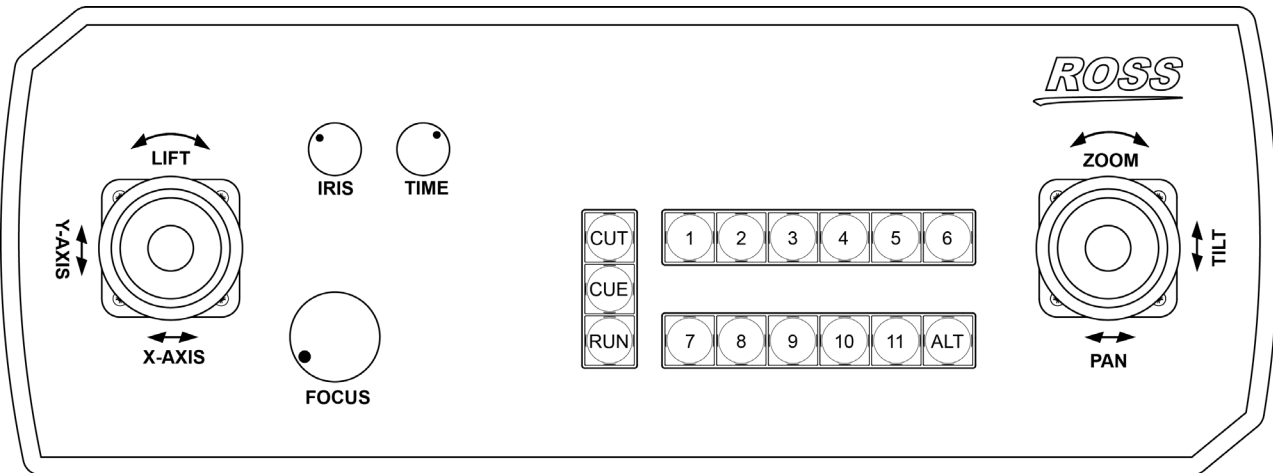 ROSS
LIFT
IRIS
TIME
ZOOM
Y-AXIS
X-AXIS
FOCUS
CUT
CUE
RUN
1 2 3 4 5 6
7 8 9 10 11 ALT
TILT
PAN